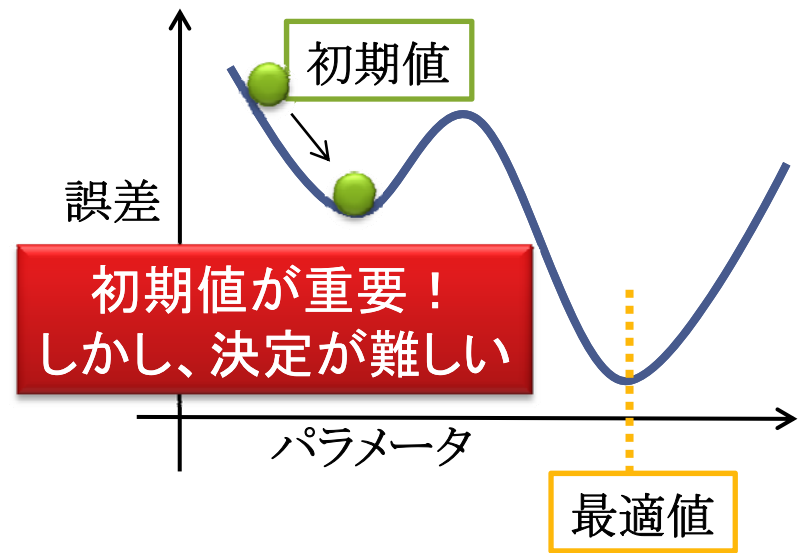 初期値
誤差
初期値が重要！
しかし、決定が難しい
パラメータ
最適値